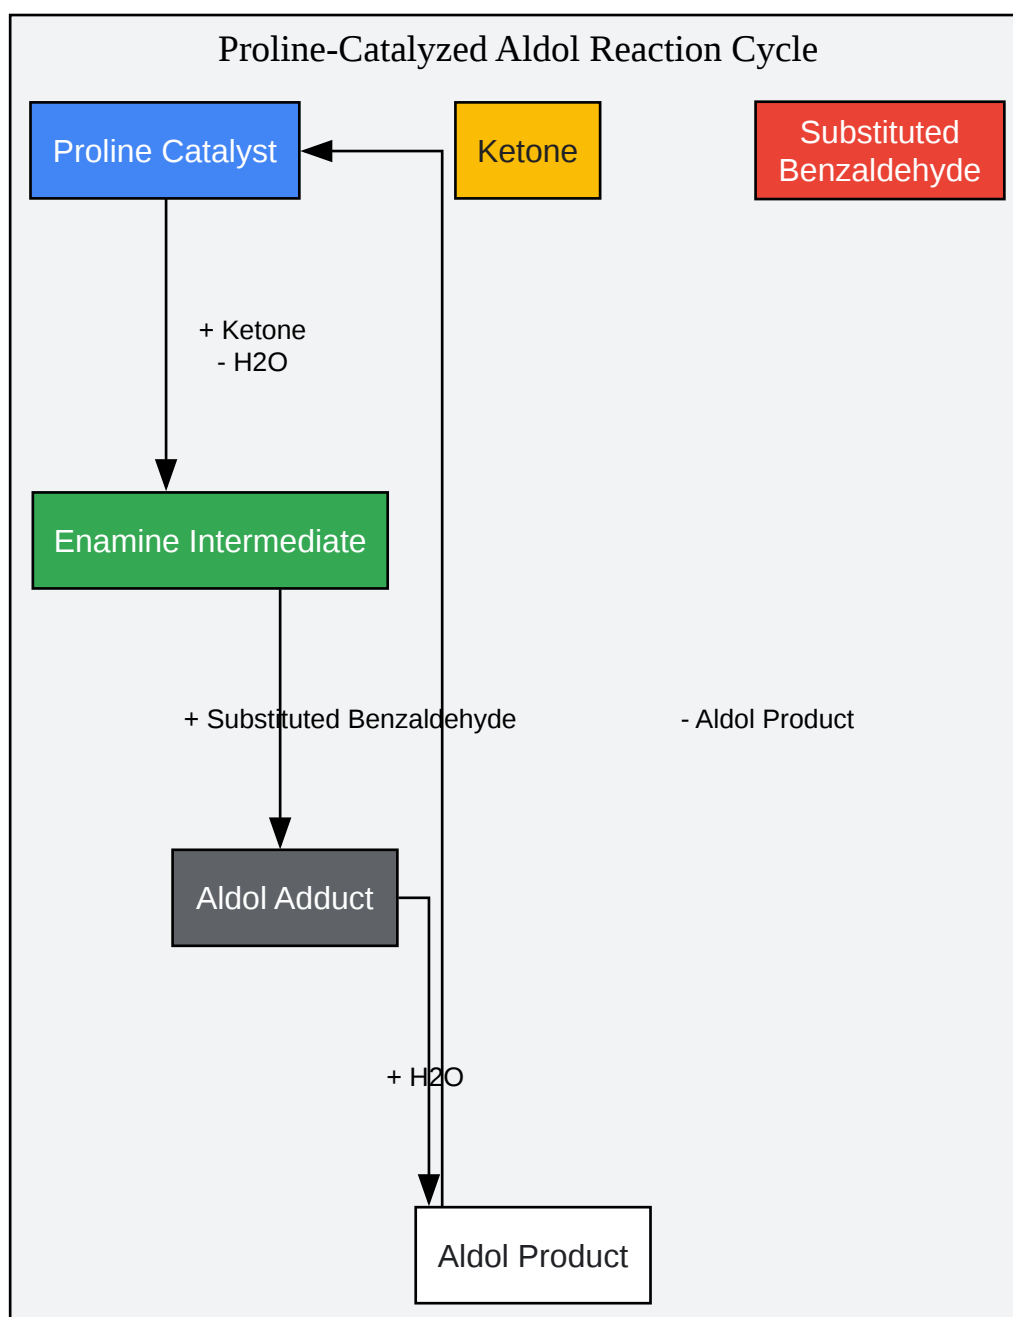 Proline-Catalyzed Aldol Reaction Cycle
Proline Catalyst
Ketone
Substituted
Benzaldehyde
+ Ketone
- H2O
Enamine Intermediate
+ Substituted Benzaldehyde
- Aldol Product
Aldol Adduct
+ H2O
Aldol Product